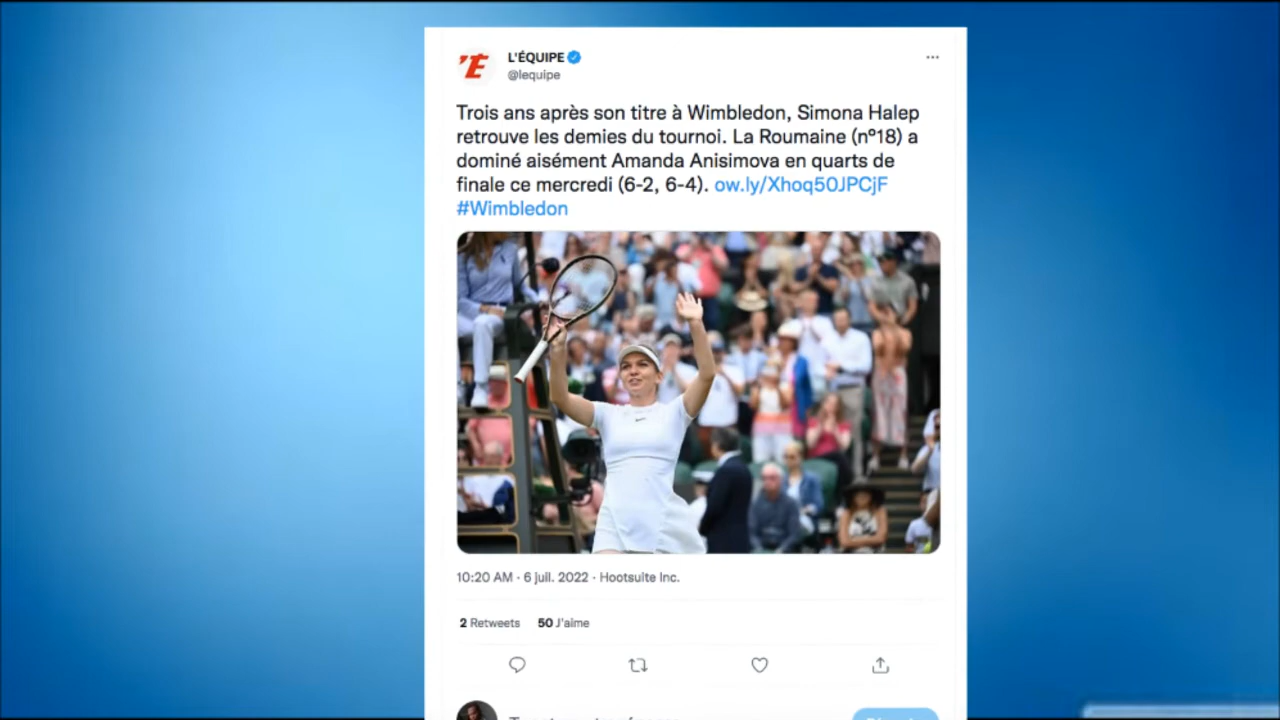 L'ÉQUIPE
@lequipe
Trois ans après son titre à Wimbledon, Simona Halep
retrouve les demies du tournoi. La Roumaine (n°18) a
dominé aisément Amanda Anisimova en quarts de
finale ce mercredi (6-2, 6-4). ow.ly/Xhoq50JPCjF
#Wimbledon
10:20 AM · 6 juil. 2022 · Hootsuite Inc.
2 Retweets 50 J'aime